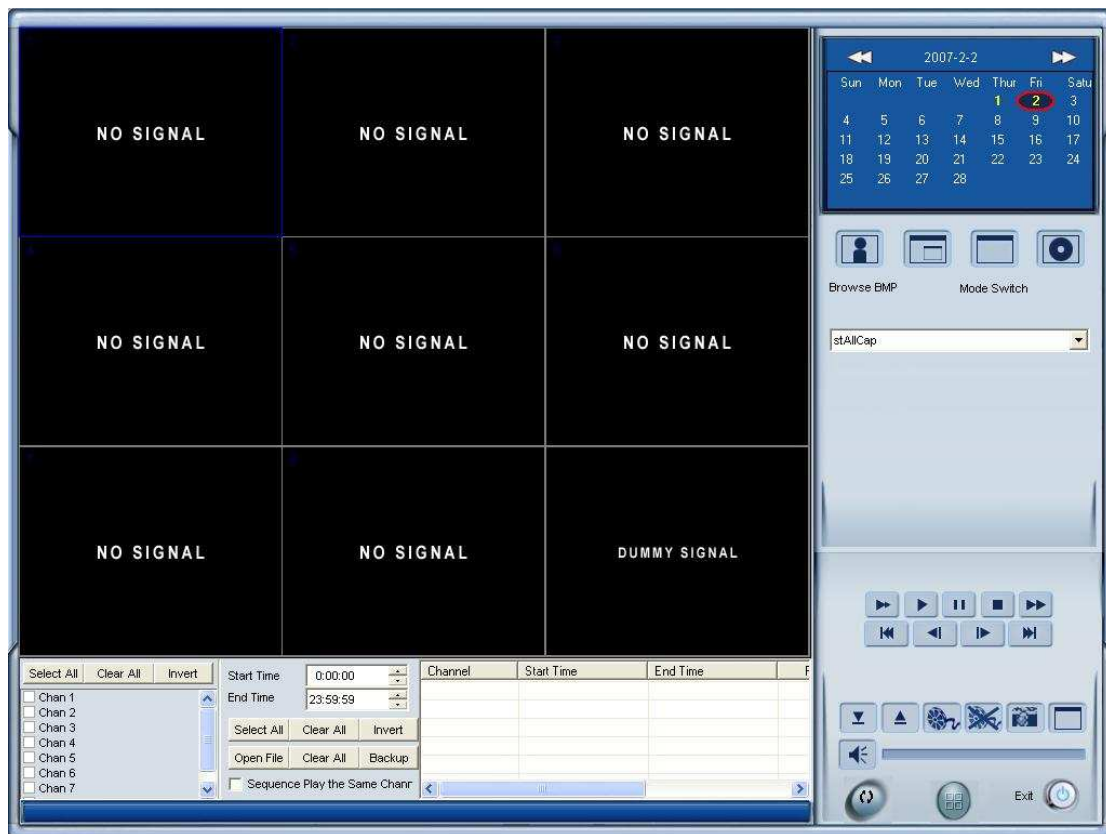 NO SIGNAL
NO SIGNAL
NO SIGNAL
NO SIGNAL
NO SIGNAL
NO SIGNAL
NO SIGNAL
NO SIGNAL
DUMMY SIGNAL
2007-2-2
Sun Mon Tue Wed Thur Fri Satu
1 2 3
4 5 6 7 8 9 10
11 12 13 14 15 16 17
18 19 20 21 22 23 24
25 26 27 28
Browse BMP Mode Switch
stAllCap
Select All Clear All Invert
Chan 1
Chan 2
Chan 3
Chan 4
Chan 5
Chan 6
Chan 7
Start Time 0:00:00
End Time 23:59:59
Select All Clear All Invert
Open File Clear All Backup
Sequence Play the Same Chanr
Channel Start Time End Time
Exit